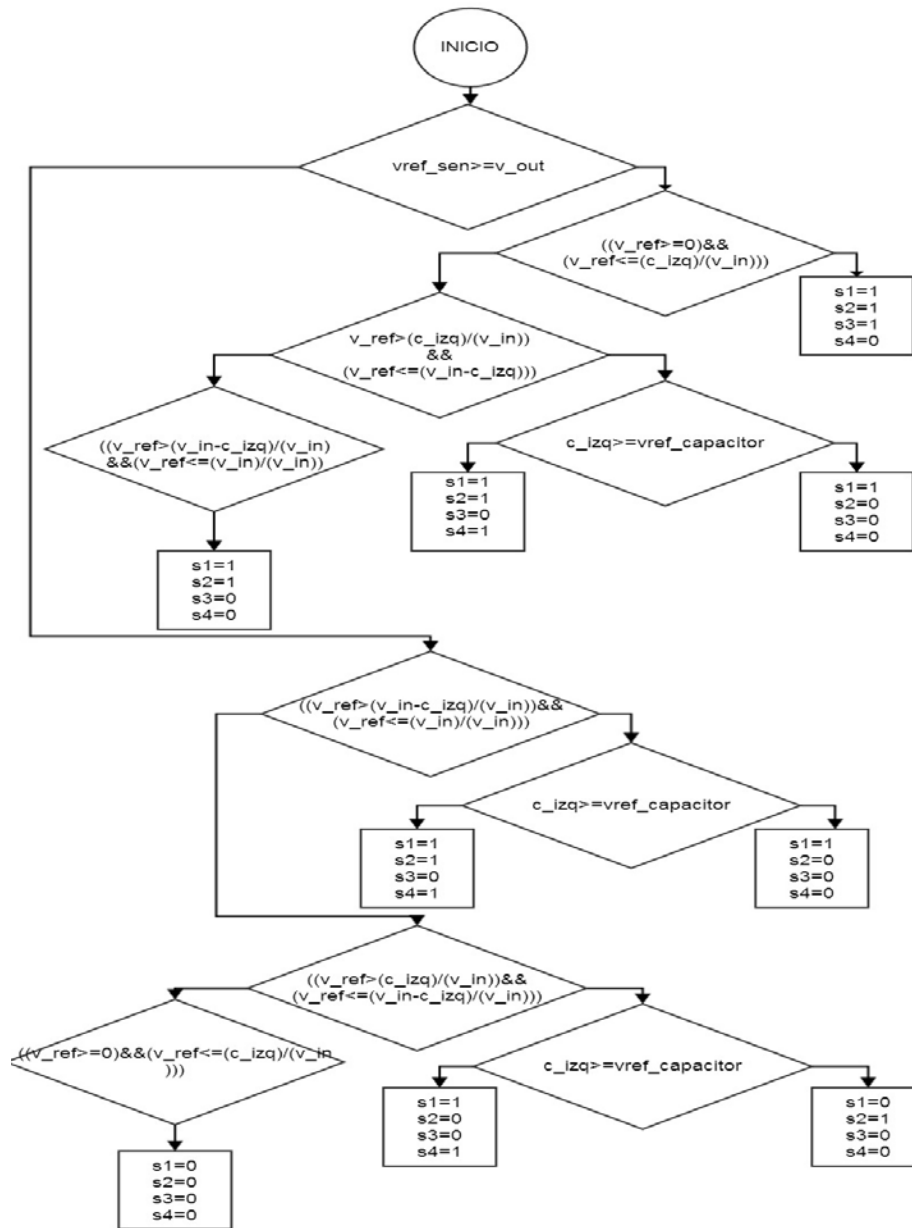 INICIO
vref_sen>=v_out
((v_ref>=0)&&
(v_ref<=(c_izq)/(v_in)))
s1=1
s2=1
s3=1
s4=0
v_ref>(c_izq)/(v_in))
&&
(v_ref<=(v_in-c_izq)))
((v_ref>(v_in-c_izq)/(v_in)
&&(v_ref<=(v_in)/(v_in))
c_izq>=vref_capacitor
s1=1
s2=1
s3=0
s4=1
s1=1
s2=0
s3=0
s4=0
s1=1
s2=1
s3=0
s4=0
((v_ref>(v_in-c_izq)/(v_in))&&
(v_ref<=(v_in)/(v_in)))
c_izq>=vref_capacitor
s1=1
s2=1
s3=0
s4=1
s1=1
s2=0
s3=0
s4=0
((v_ref>(c_izq)/(v_in))&&
(v_ref<=(v_in-c_izq)/(v_in)))
((v_ref>=0)&&(v_ref<=(c_izq)/(v_in
)))
c_izq>=vref_capacitor
s1=1
s2=0
s3=0
s4=1
s1=0
s2=1
s3=0
s4=0
s1=0
s2=0
s3=0
s4=0